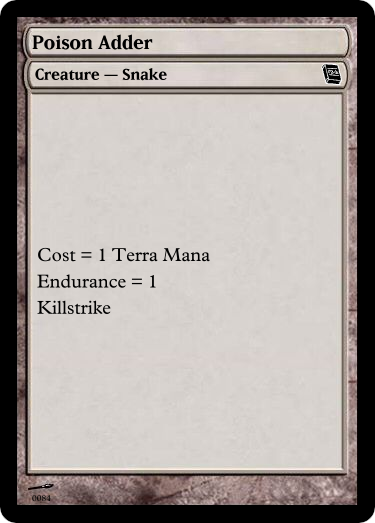 Poison Adder
Creature — Snake
Cost = 1 Terra Mana
Endurance = 1
Killstrike
0084